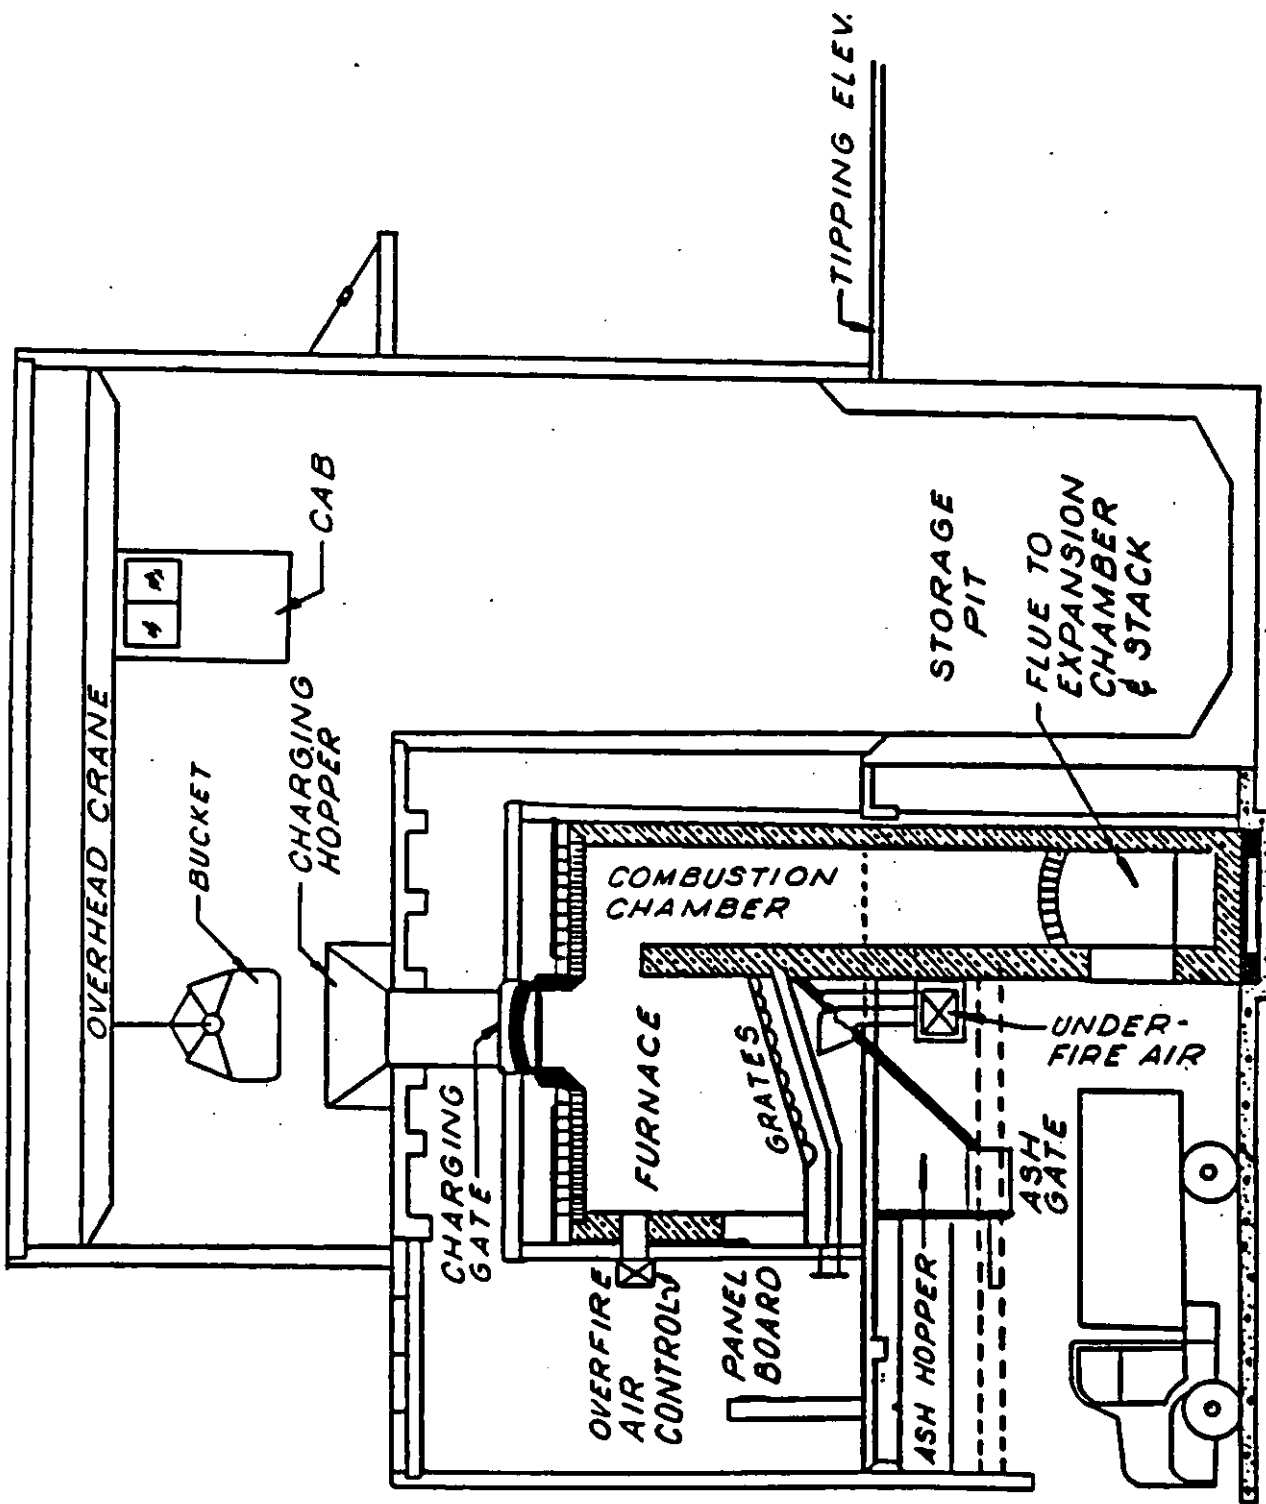 OVERHEAD CRANE
BUCKET
CAB
CHARGING
HOPPER
CHARGING
GATE
TIPPING ELEV.
COMBUSTION
CHAMBER
FURNACE
GRATES
OVERFIRE
AIR
CONTROL
PANEL
BOARD
STORAGE
PIT
FLUE TO
EXPANSION
CHAMBER
& STACK
UNDER-
FIRE AIR
ASH HOPPER
ASH
GATE